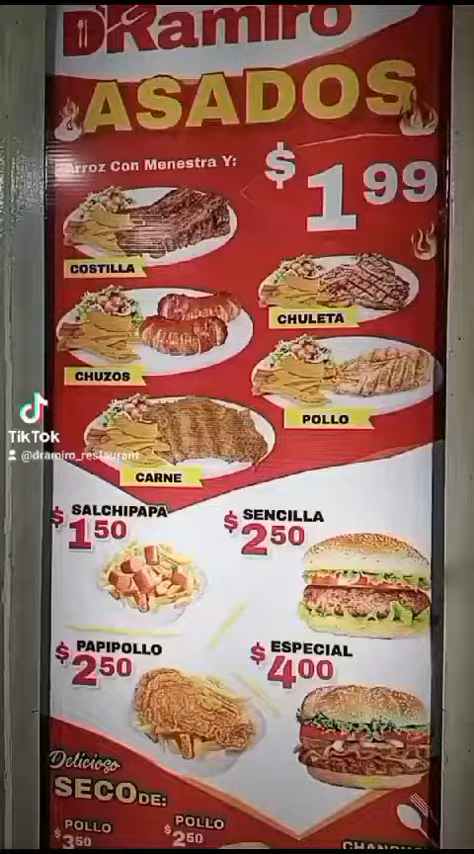 DRamiro
ASADOS
Arroz Con Menestra Y:
$ 1 99
COSTILLA
CHULETA
CHUZOS
POLLO
CARNE
TikTok
@dramiro_restaurant
SALCHIPAPA
$ 1 50
SENCILLA
$ 2 50
PAPIPOLLO
$ 2 50
ESPECIAL
$ 4 00
Delicioso
SECO DE:
POLLO
$ 3 50
POLLO
$ 2 50